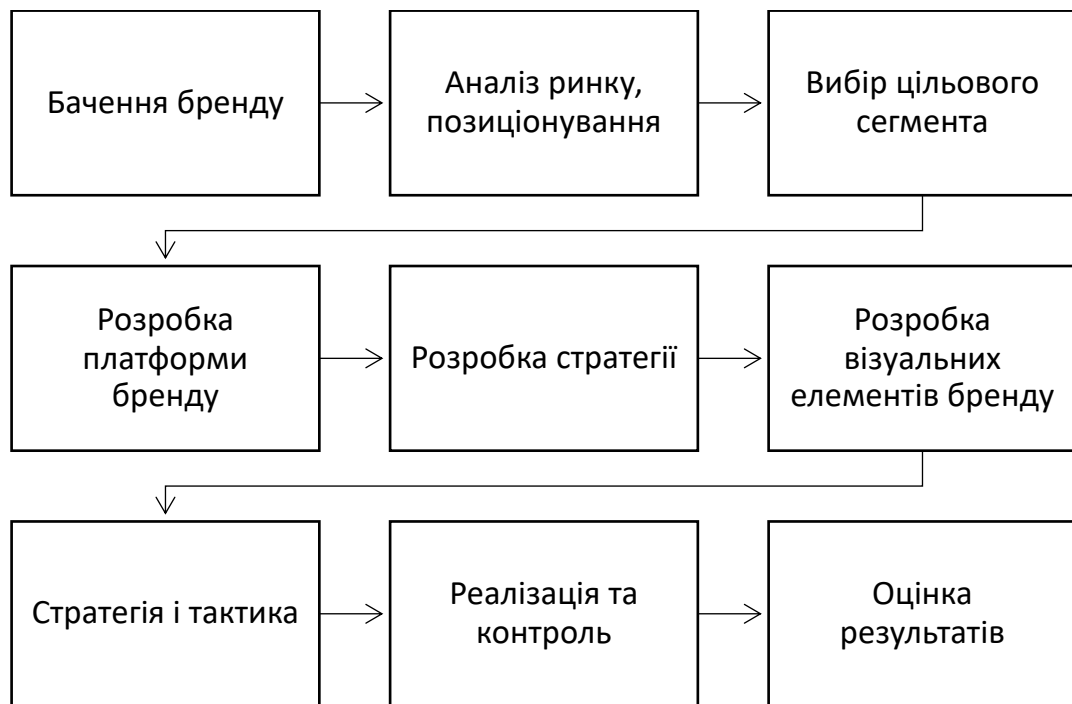 Бачення бренду
Аналіз ринку,
позиціонування
Вибір цільового
сегмента
Розробка
платформи
бренду
Розробка стратегії
Розробка
візуальних
елементів бренду
Стратегія і тактика
Реалізація та
контроль
Оцінка
результатів